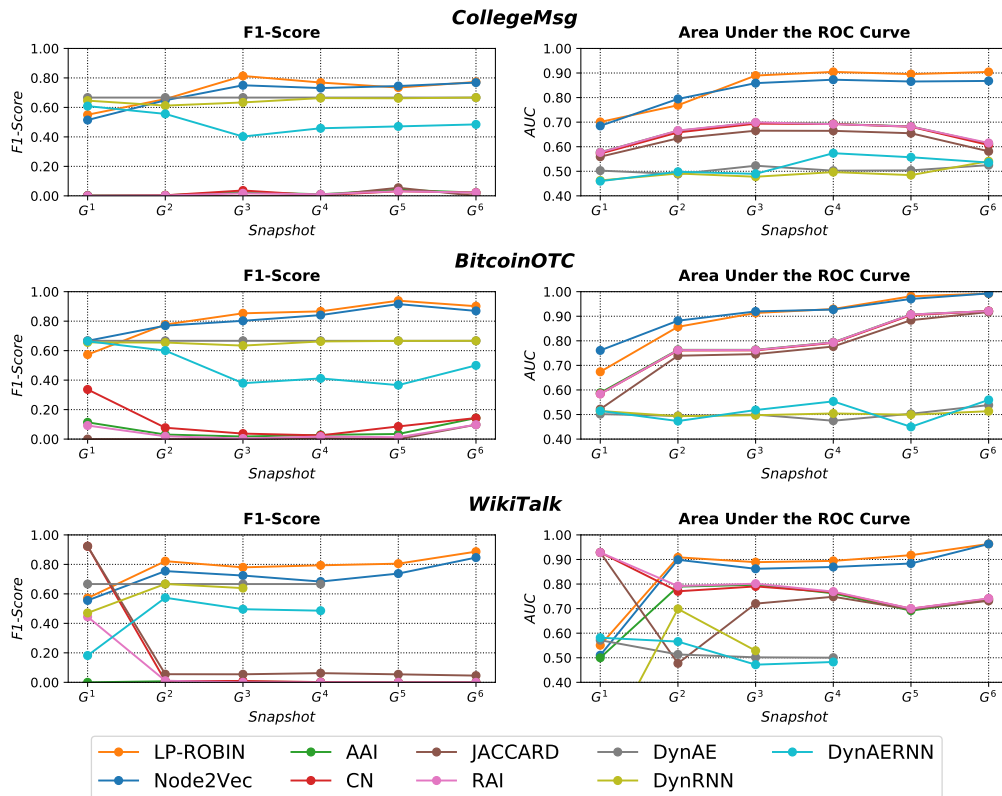 CollegeMsg
F1-Score
Area Under the ROC Curve
1.00
0.80
0.60
0.40
0.20
0.00
F1-Score
G1 G2 G3 G4 G5 G6
Snapshot
1.00
0.90
0.80
0.70
0.60
0.50
0.40
AUC
G1 G2 G3 G4 G5 G6
Snapshot
BitcoinOTC
F1-Score
Area Under the ROC Curve
1.00
0.80
0.60
0.40
0.20
0.00
F1-Score
G1 G2 G3 G4 G5 G6
Snapshot
1.00
0.90
0.80
0.70
0.60
0.50
0.40
AUC
G1 G2 G3 G4 G5 G6
Snapshot
WikiTalk
F1-Score
Area Under the ROC Curve
1.00
0.80
0.60
0.40
0.20
0.00
F1-Score
G1 G2 G3 G4 G5 G6
Snapshot
1.00
0.90
0.80
0.70
0.60
0.50
0.40
AUC
G1 G2 G3 G4 G5 G6
Snapshot
LP-ROBIN AAI JACCARD DynAE DynAERNN
Node2Vec CN RAI DynRNN